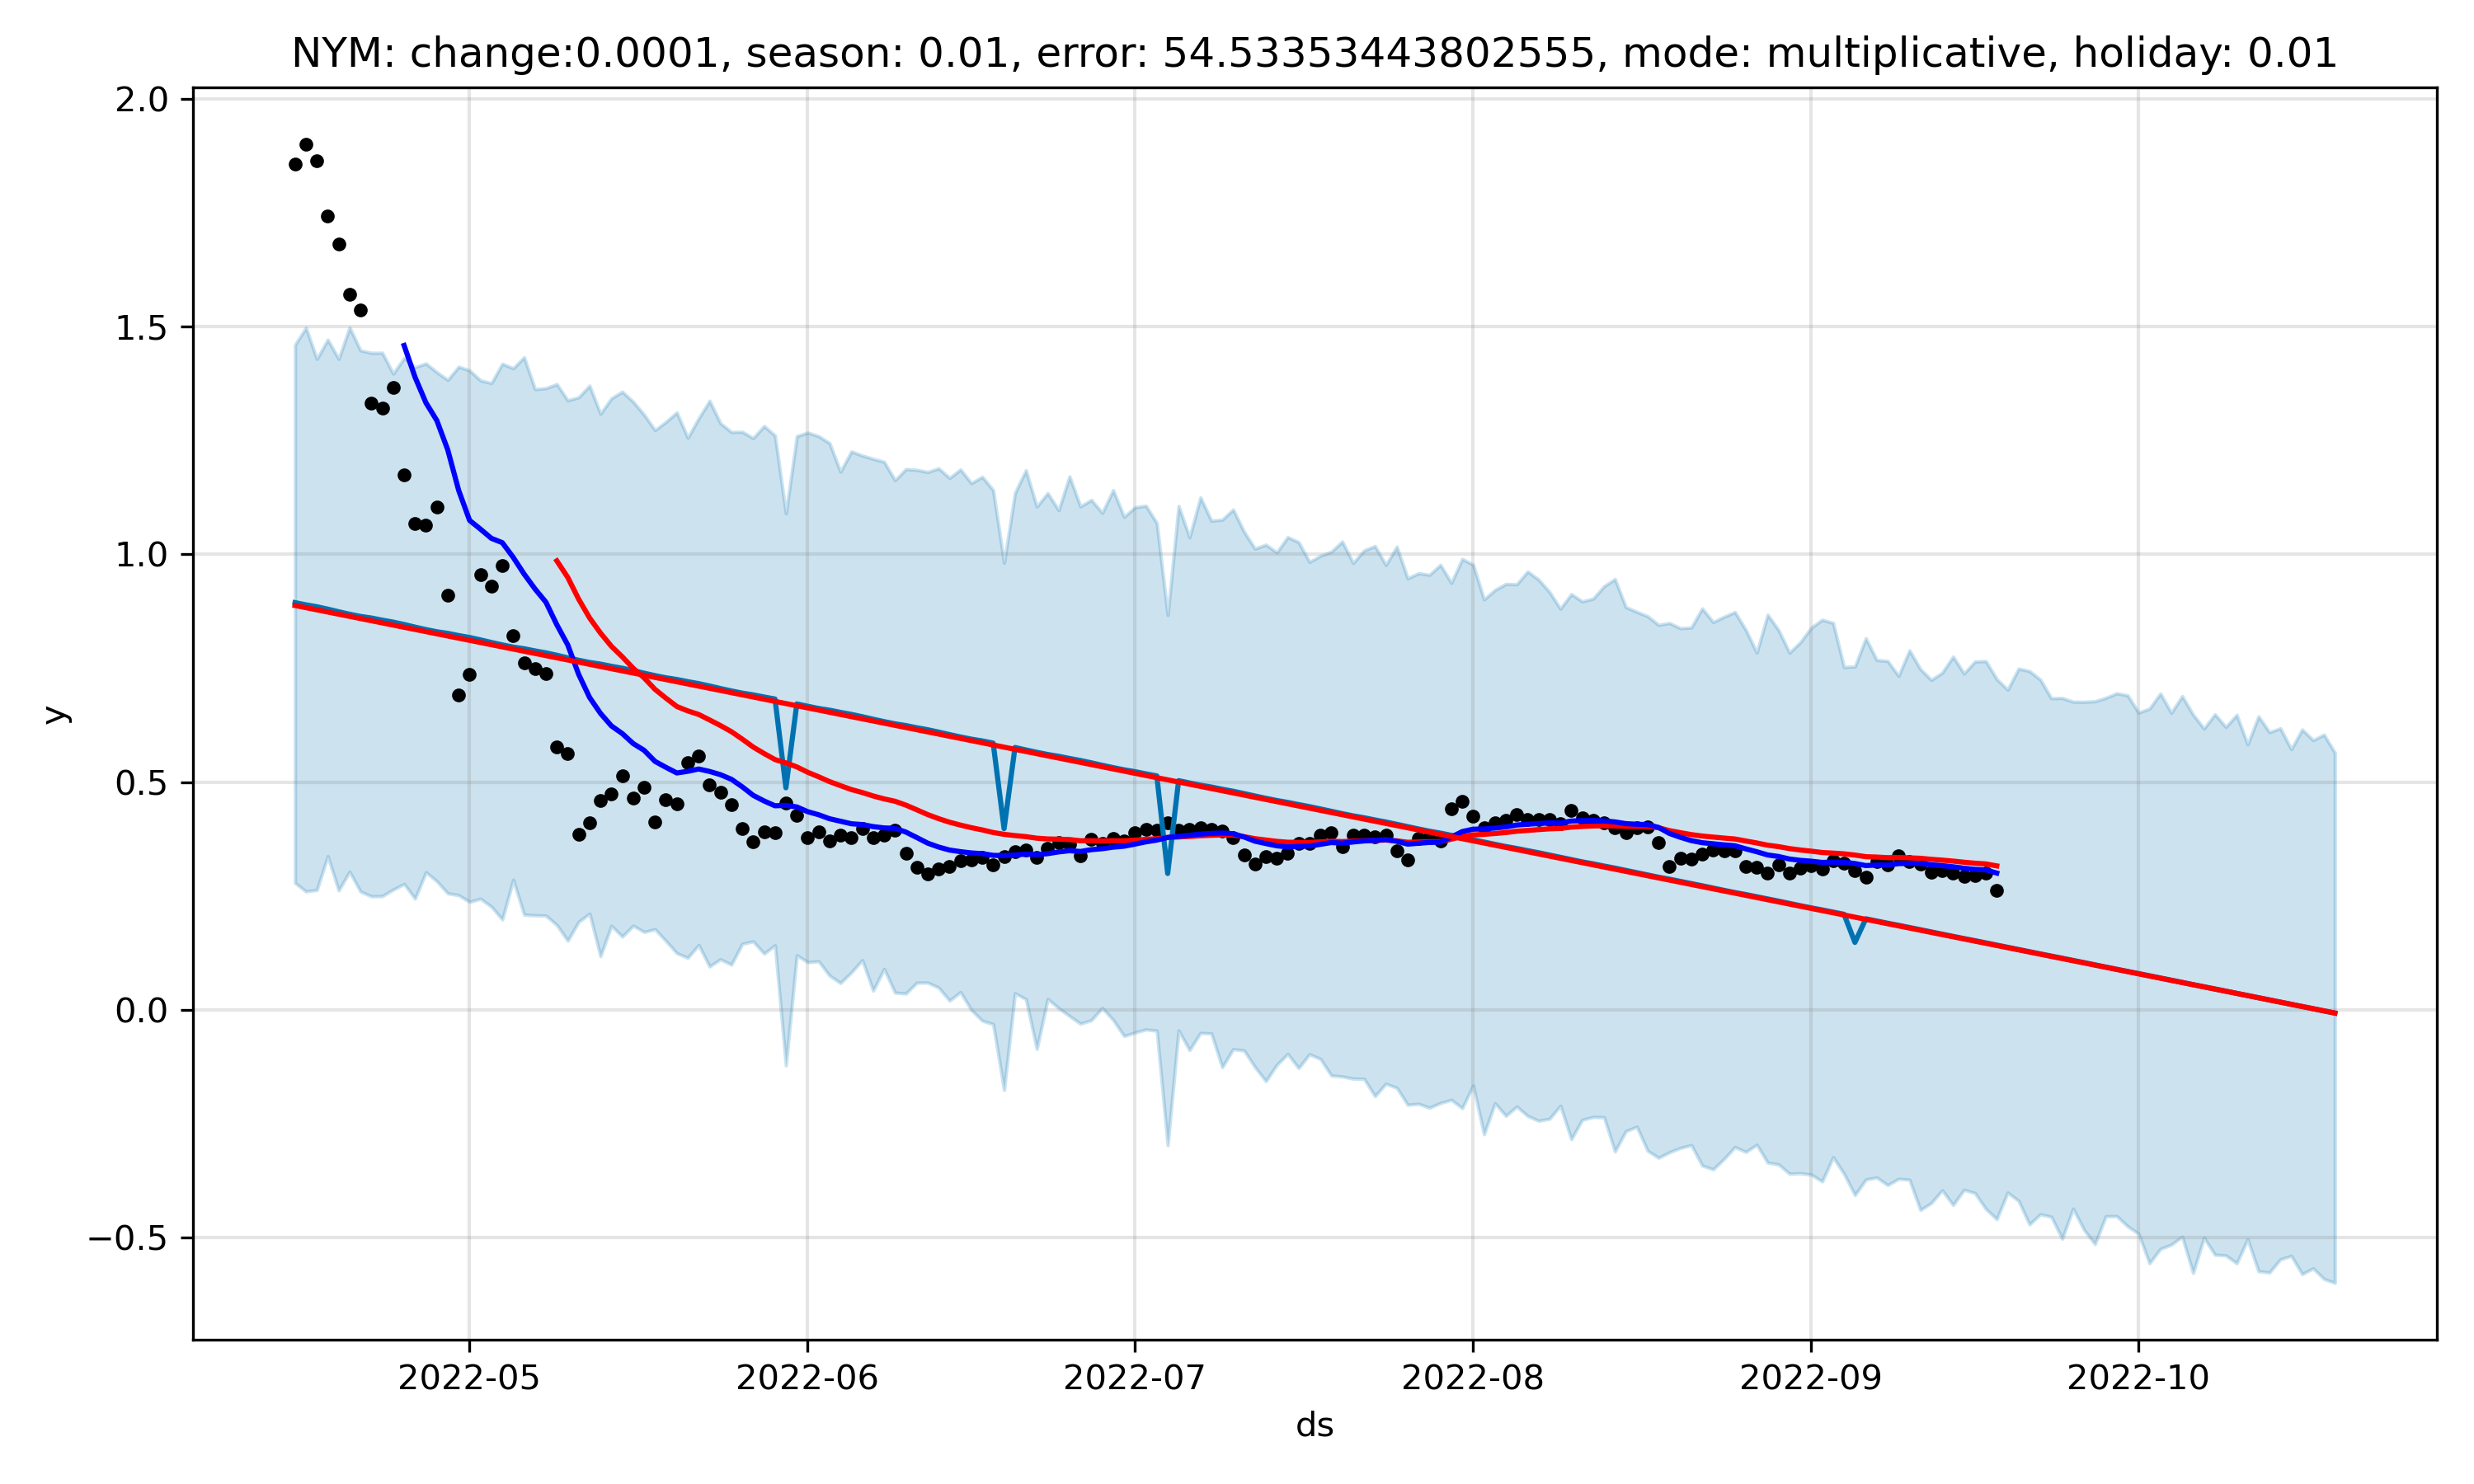 NYM: change:0.0001, season: 0.01, error: 54.53353443802555, mode: multiplicative, holiday: 0.01
2.0
1.5
1.0
0.5
0.0
−0.5
y
2022-05 2022-06 2022-07 2022-08 2022-09 2022-10
ds